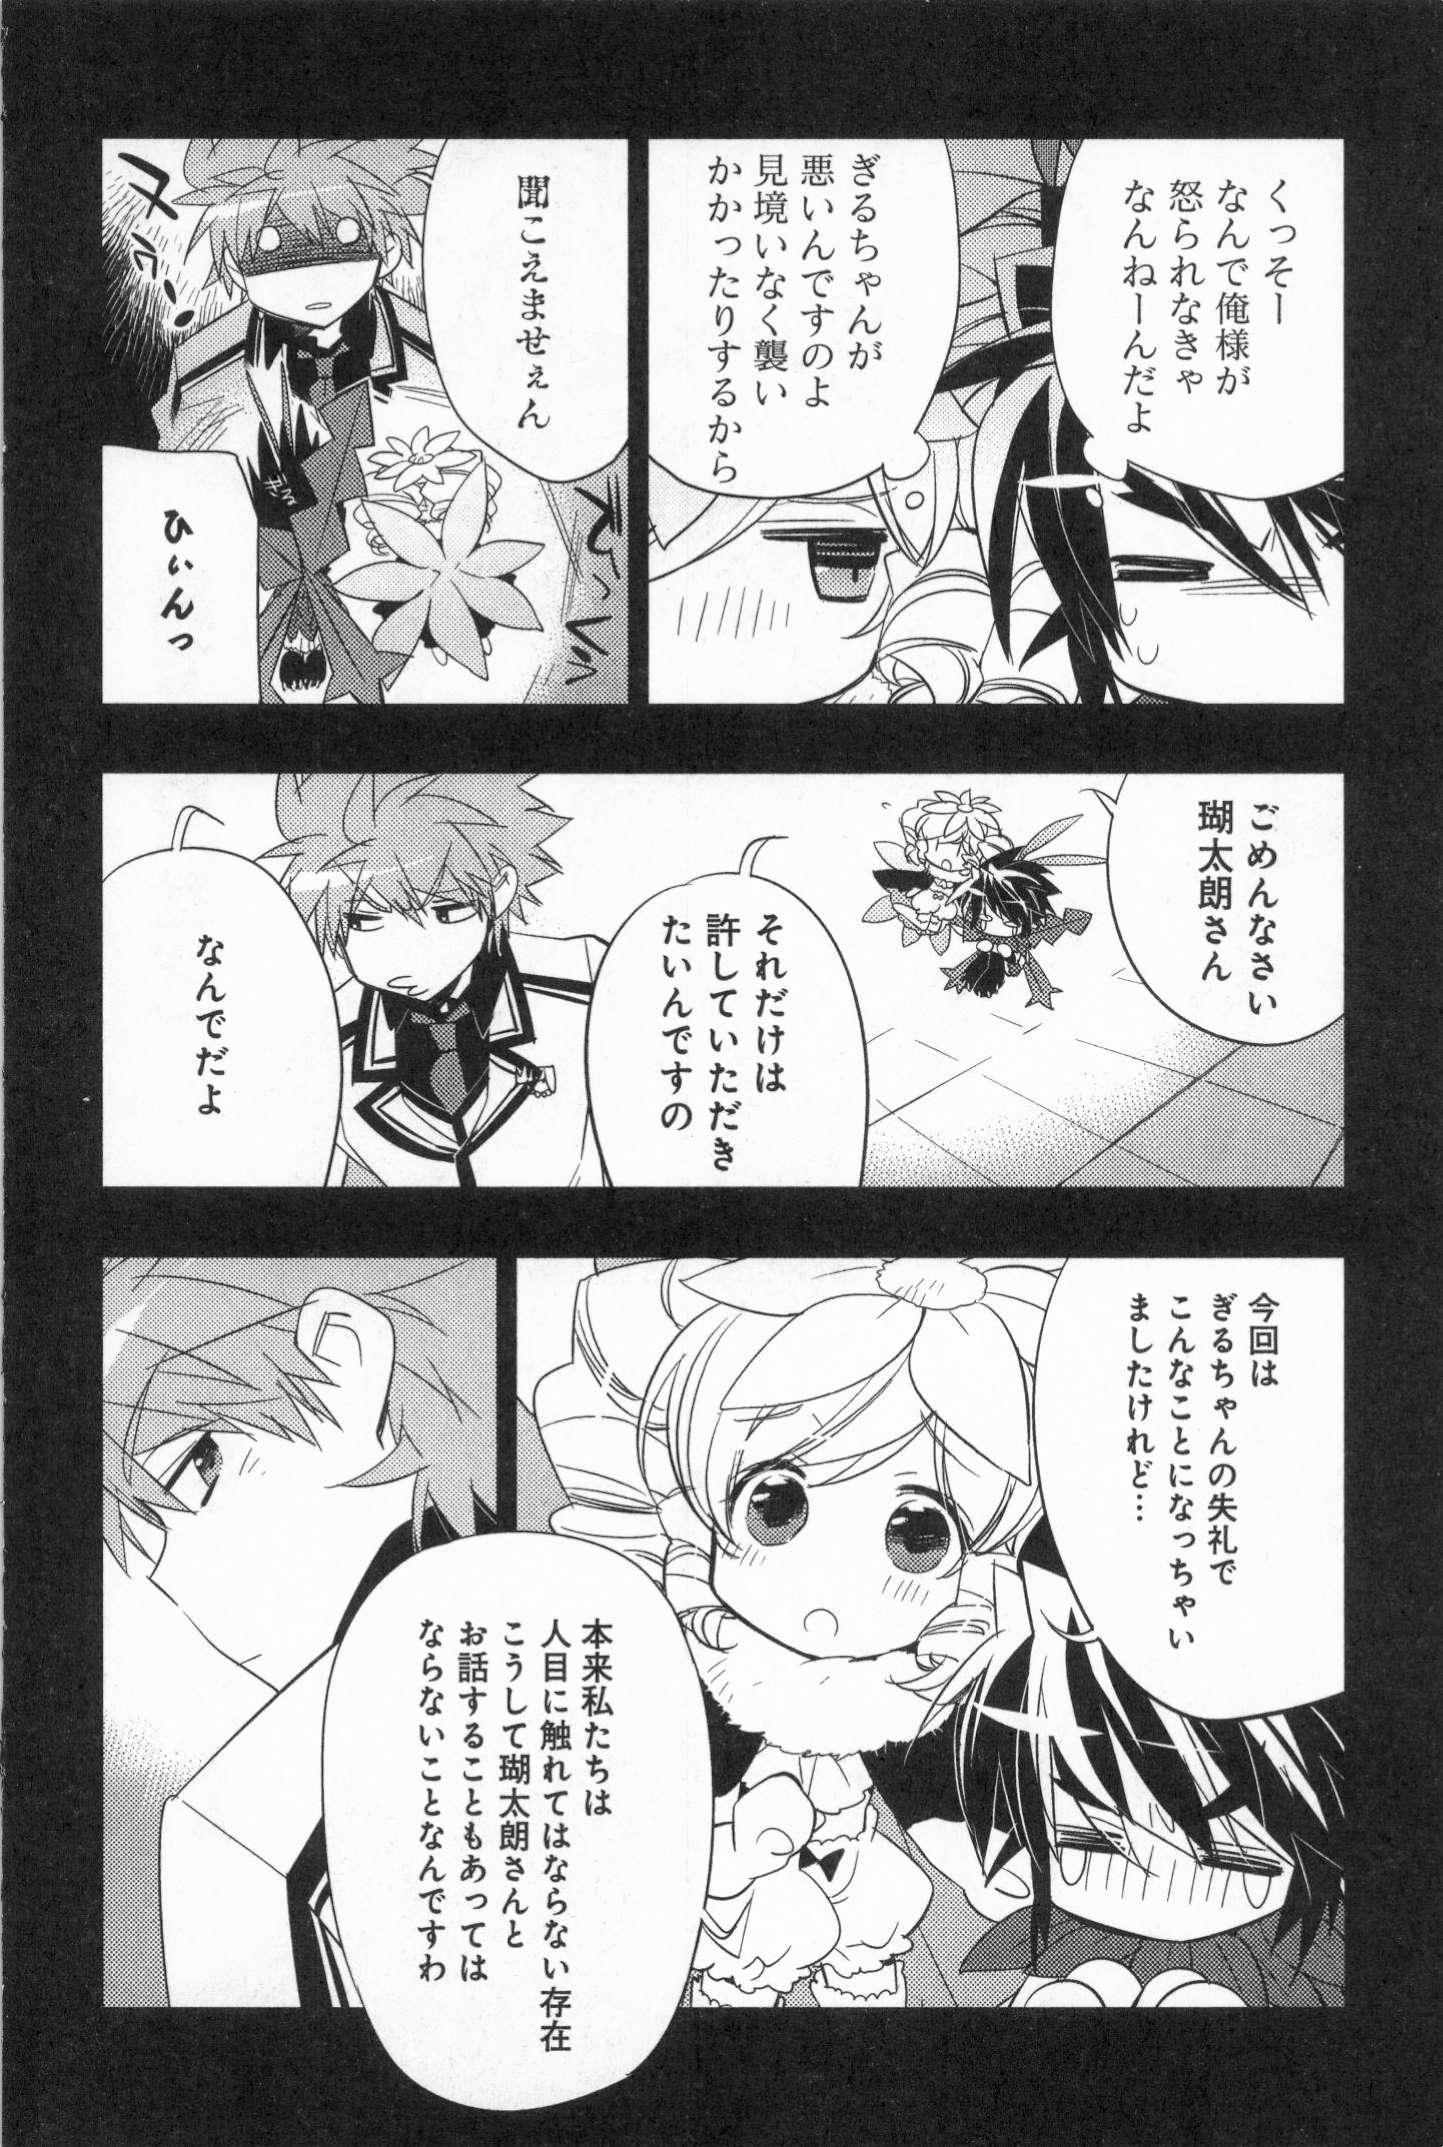 くっそー
なんで俺様が
怒られなきゃ
なんねーんだよ
ぎるちゃんが
悪いんですのよ
見境いなく襲い
かかったりするから
聞こえませぇん
ヌッ…
ぞっ
ひぃんっ
ごめんなさい
瑚太朗さん
それだけは
許していただき
たいんですの
なんでだよ
今回は
ぎるちゃんの失礼で
こんなことになっちゃい
ましたけれど…
本来私たちは
人目に触れてはならない存在
こうして瑚太朗さんと
お話することもあっては
ならないことなんですわ